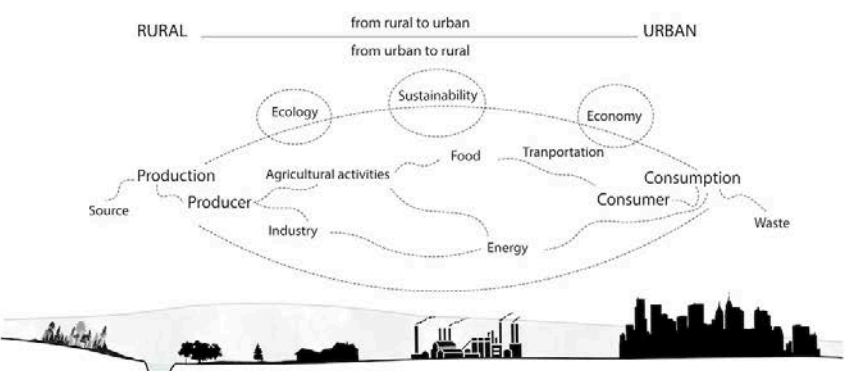 from rural to urban
RURAL
URBAN
from urban to rural
Sustainability
Ecology
Economy
Food
Tranportation
Production
Agricultural activities
Consumption
Source
Producer
Consumer
Industry
Waste
Energy